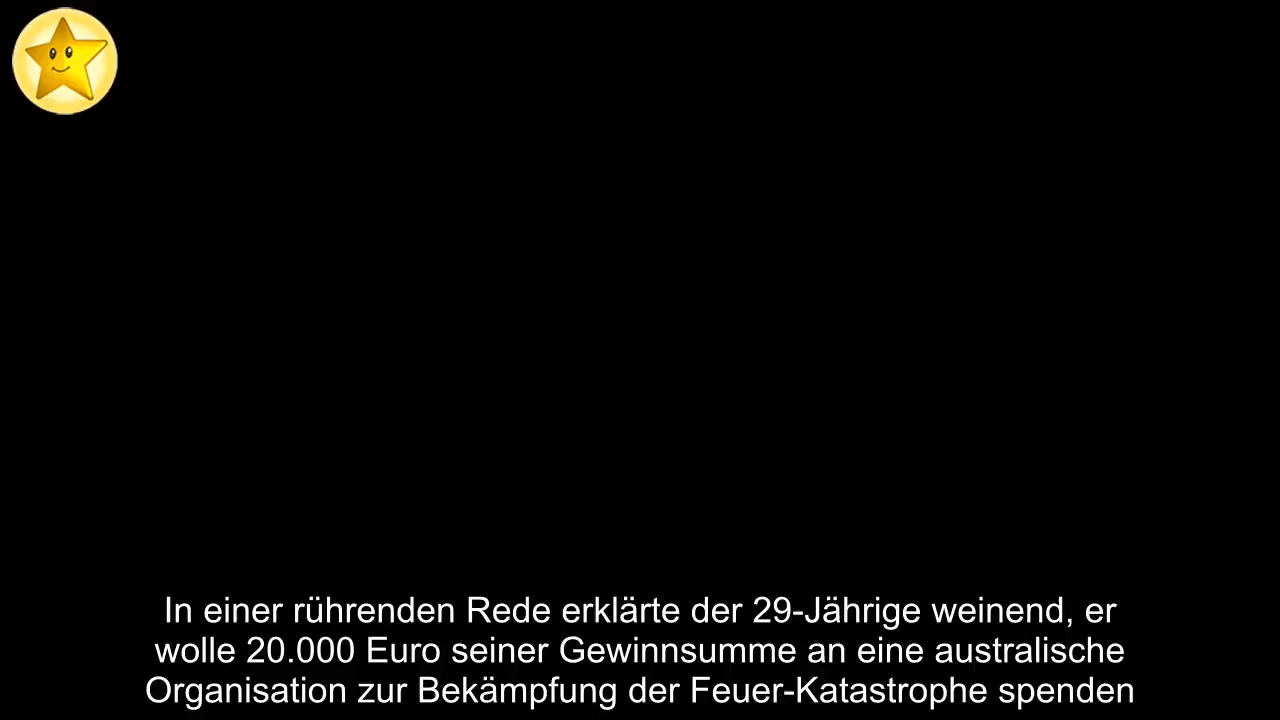 In einer rührenden Rede erklärte der 29-Jährige weinend, er
wolle 20.000 Euro seiner Gewinnsumme an eine australische
Organisation zur Bekämpfung der Feuer-Katastrophe spenden